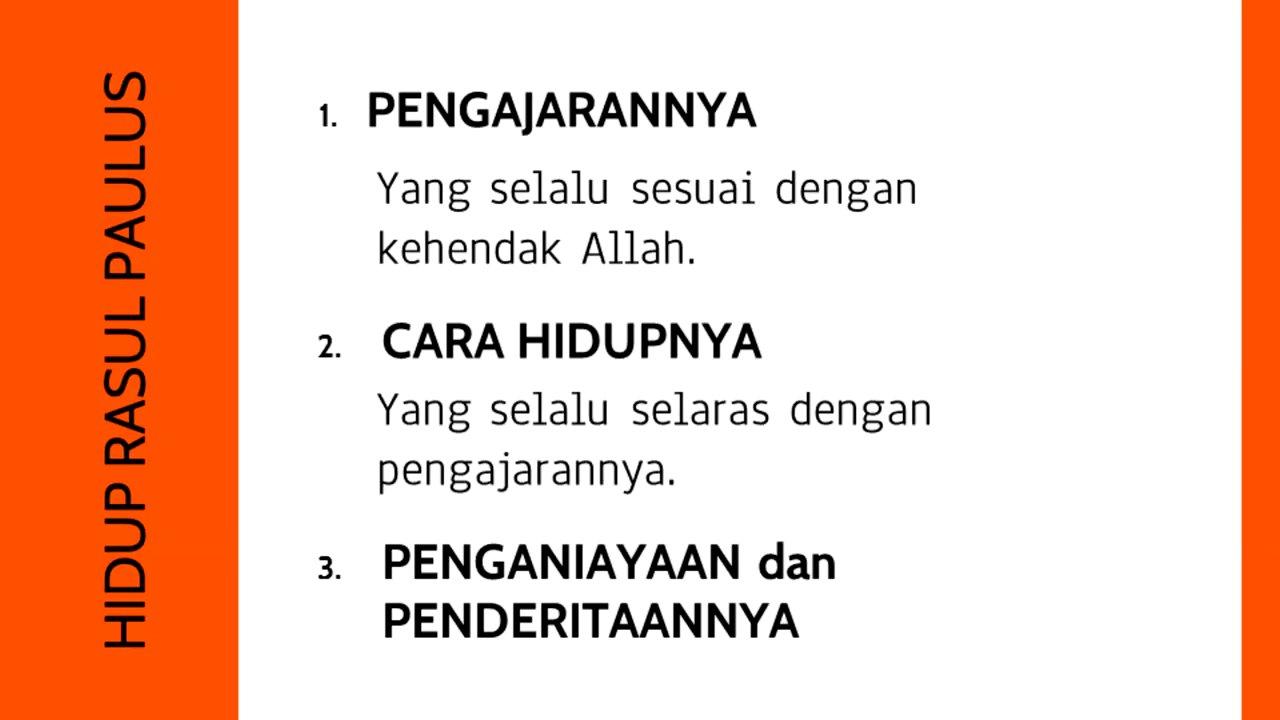 HIDUP RASUL PAULUS
1. PENGAJARANNYA
Yang selalu sesuai dengan
kehendak Allah.
2. CARA HIDUPNYA
Yang selalu selaras dengan
pengajarannya.
3. PENGANIAYAAN dan
PENDERITAANNYA